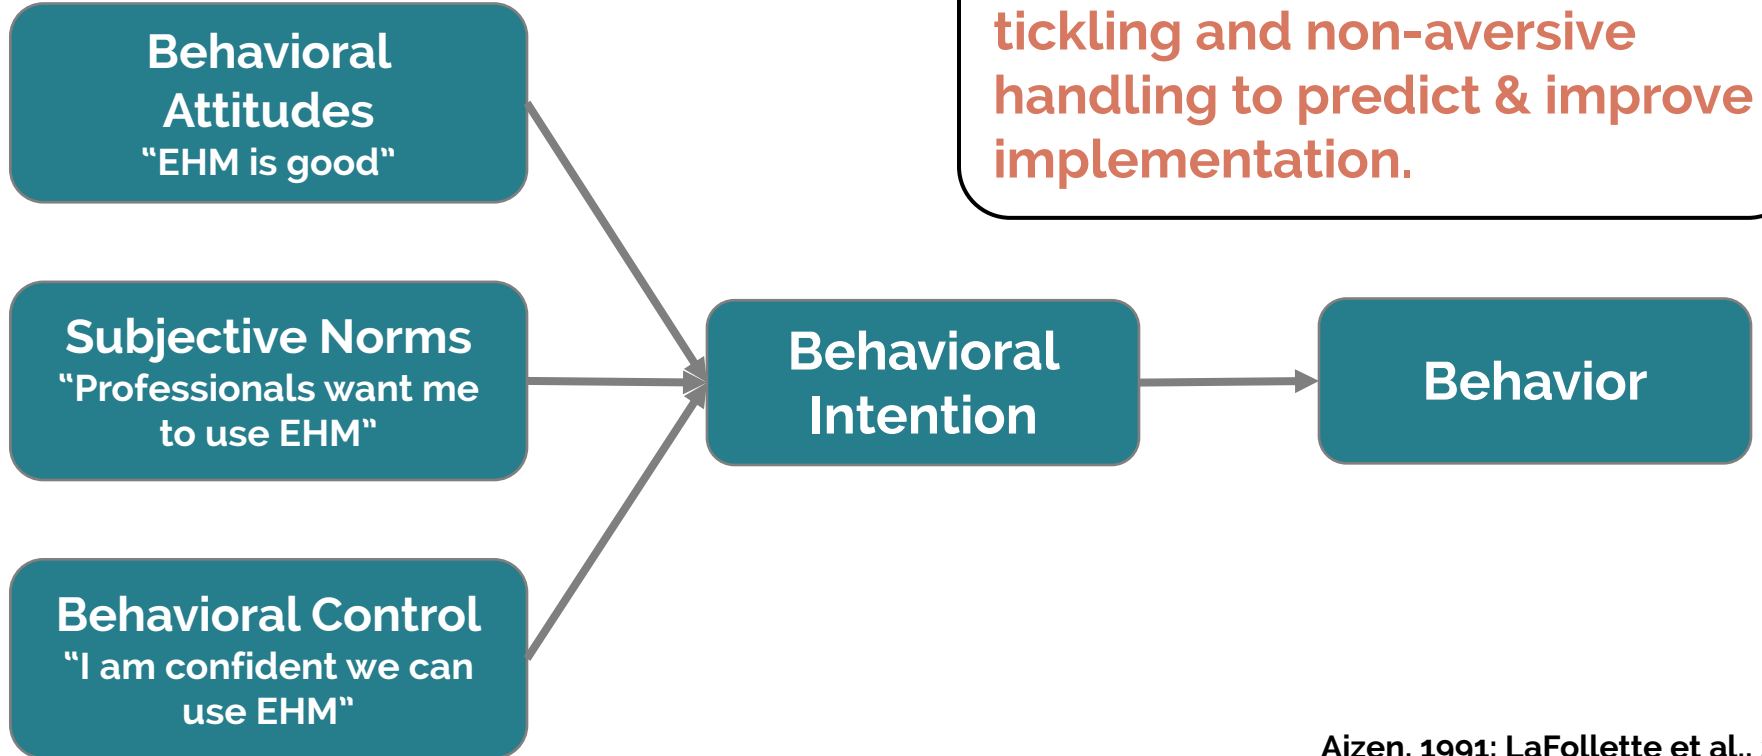 Behavioral
Attitudes
“EHM is good”
tickling and non-aversive
handling to predict & improve
implementation.
Subjective Norms
“Professionals want me
to use EHM”
Behavioral
Intention
Behavior
Behavioral Control
“I am confident we can
use EHM”
Ajzen, 1991; LaFollette et al.,